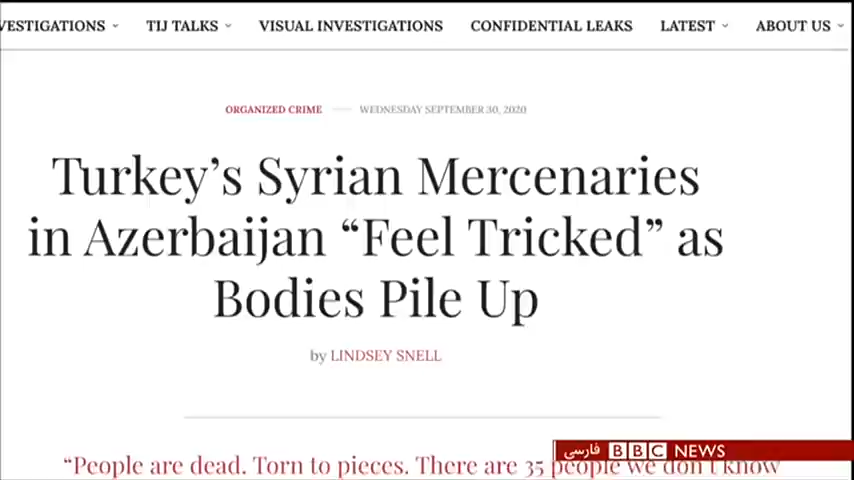 VESTIGATIONS TIJ TALKS VISUAL INVESTIGATIONS CONFIDENTIAL LEAKS LATEST ABOUT US
ORGANIZED CRIME — WEDNESDAY SEPTEMBER 30, 2020
Turkey’s Syrian Mercenaries
in Azerbaijan “Feel Tricked” as
Bodies Pile Up
by LINDSEY SNELL
“People are dead. Torn to pieces. There are 35 people we don't know
فارسی BBC NEWS